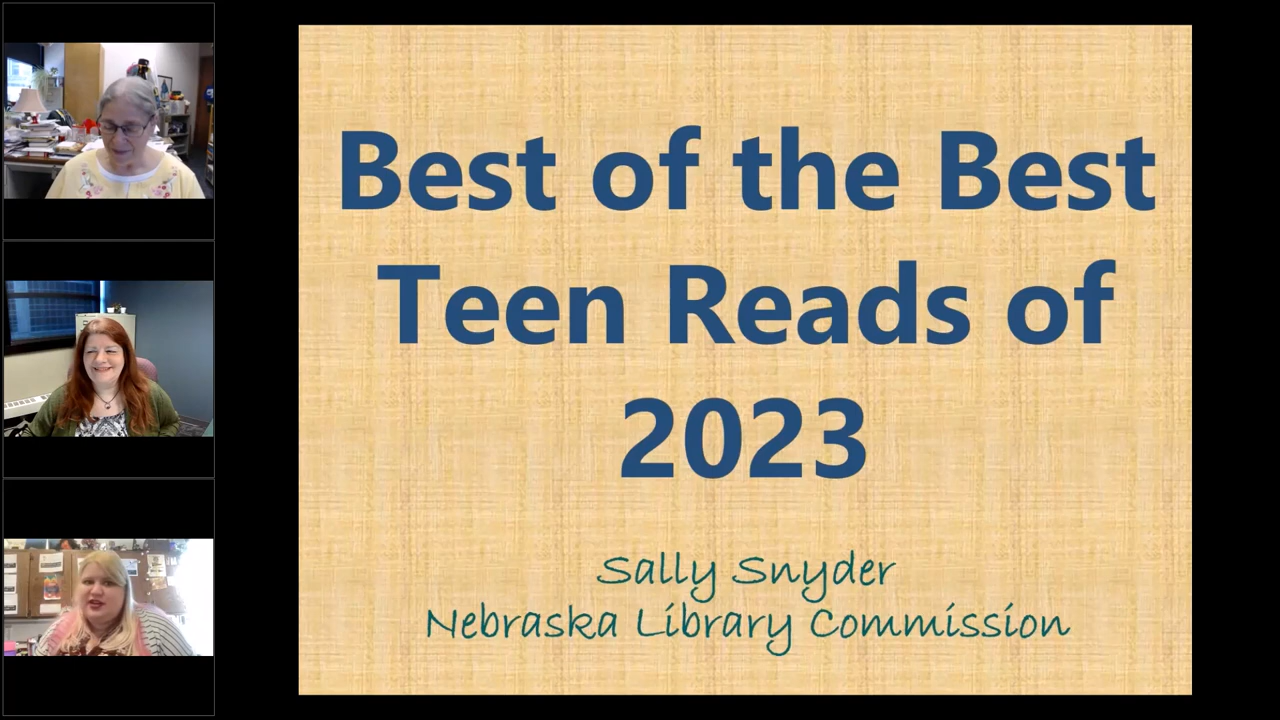 Best of the Best
Teen Reads of
2023
Sally Snyder
Nebraska Library Commission